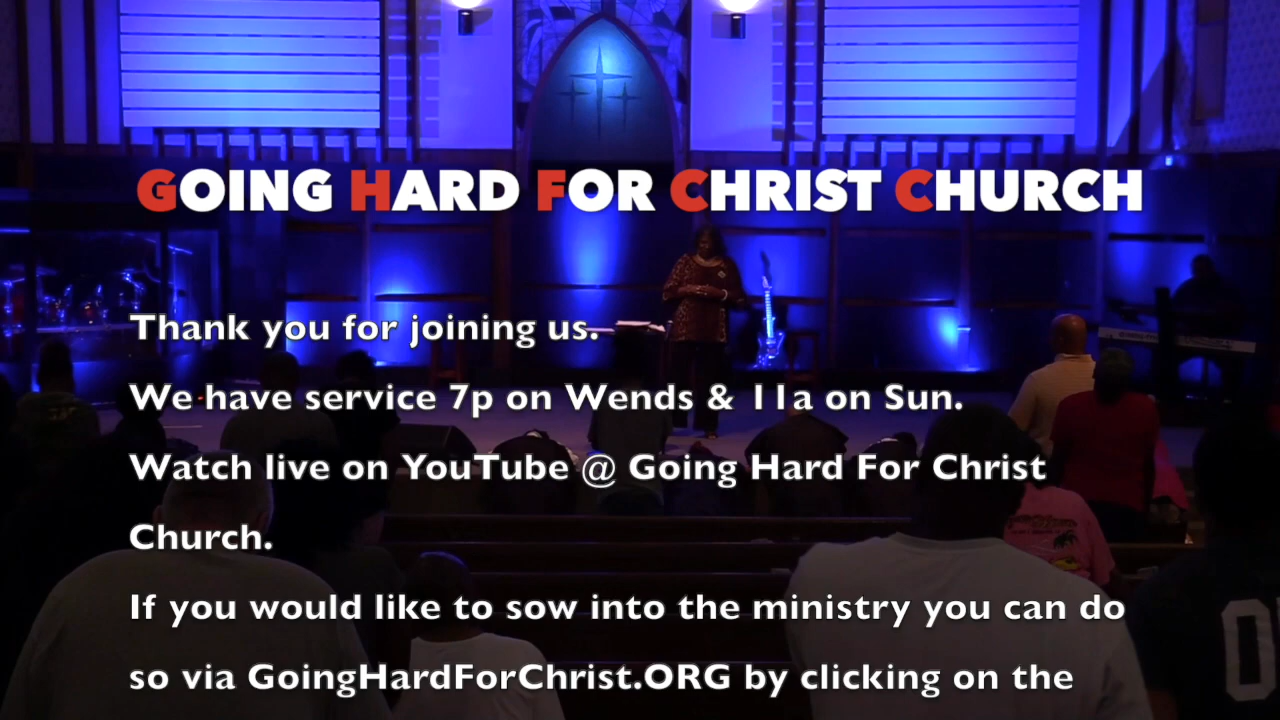 GOING HARD FOR CHRIST CHURCH
Thank you for joining us.
We have service 7p on Wends & 11a on Sun.
Watch live on YouTube @ Going Hard For Christ
Church.
If you would like to sow into the ministry you can do
so via GoingHardForChrist.ORG by clicking on the